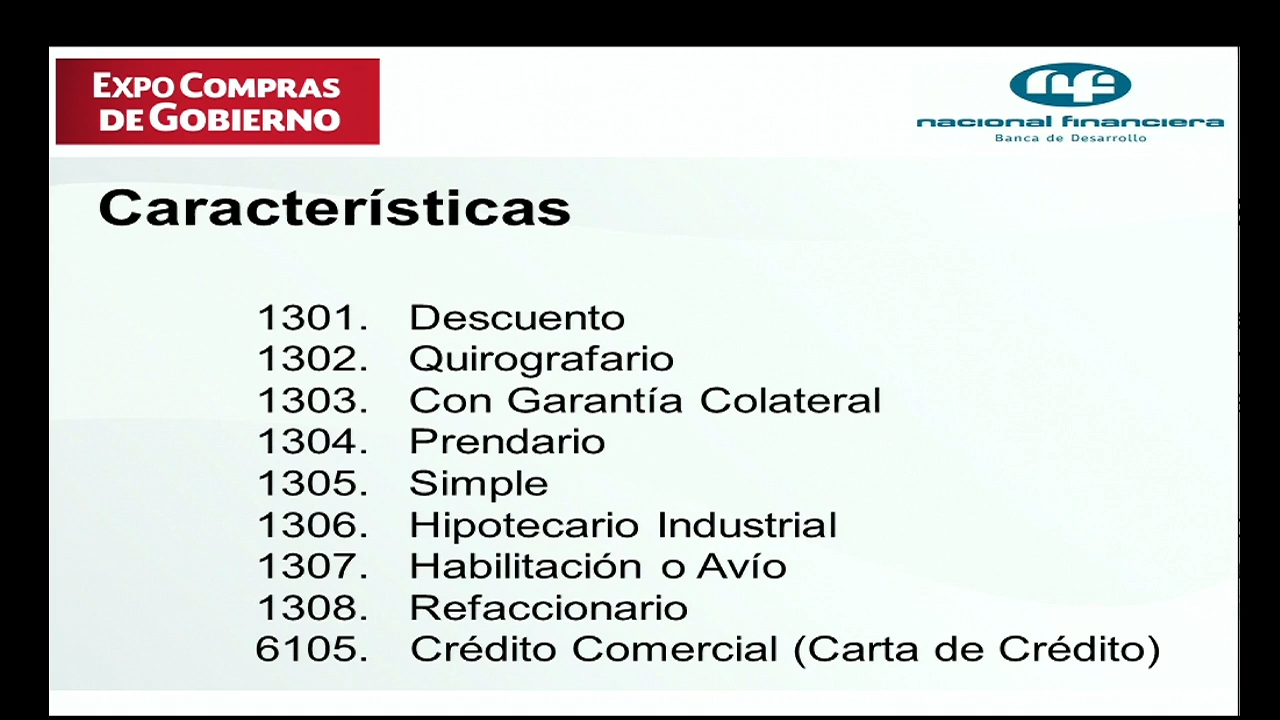 EXPO COMPRAS
DE GOBIERNO
nf
nacional financiera
Banca de Desarrollo
Características
1301. Descuento
1302. Quirografario
1303. Con Garantía Colateral
1304. Prendario
1305. Simple
1306. Hipotecario Industrial
1307. Habilitación o Avío
1308. Refaccionario
6105. Crédito Comercial (Carta de Crédito)